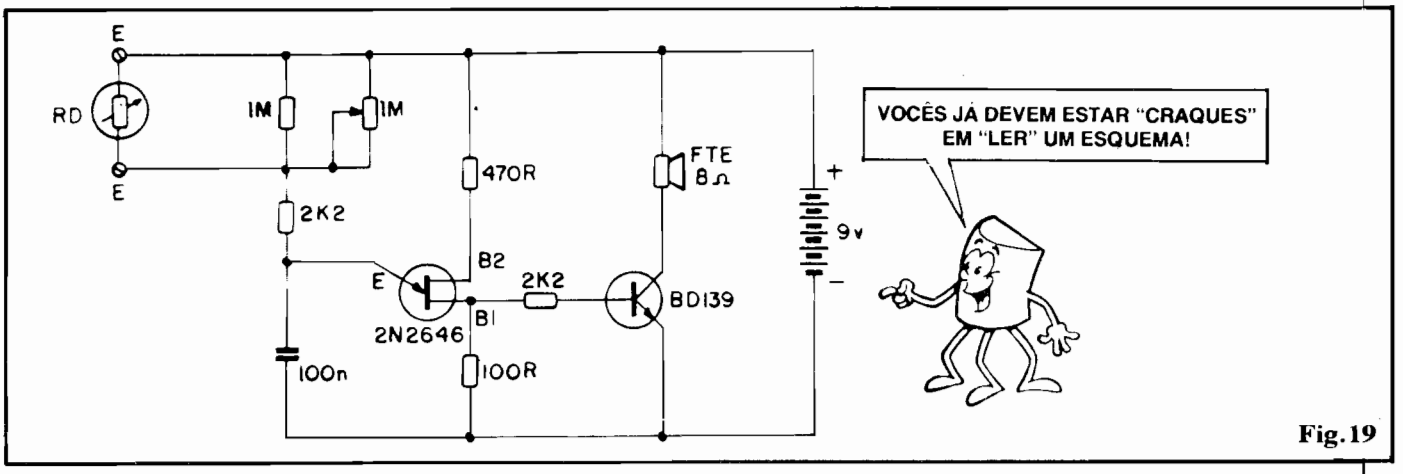 E
RD
E
1M
1M
2K2
100n
470R
E
B2
B1
2N2646
100R
2K2
FTE
8Ω
BD139
+
9v
-
VOCÊS JÁ DEVEM ESTAR “CRAQUES”
EM “LER” UM ESQUEMA!
Fig.19